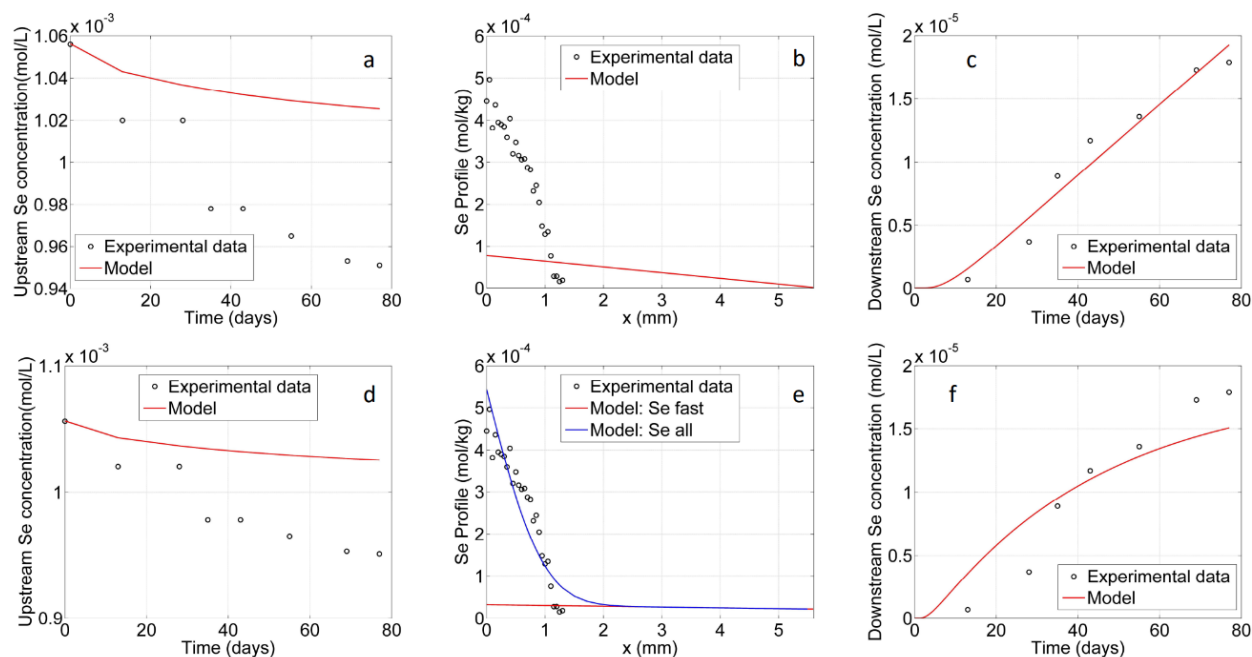 x 10⁻³
1.06
1.04
1.02
1
0.98
0.96
0.94
0
20
40
60
80
Upstream Se concentration(mol/L)
Time (days)
a
Experimental data
Model
x 10⁻⁴
6
5
4
3
2
1
0
0
1
2
3
4
5
Se Profile (mol/kg)
x (mm)
b
Experimental data
Model
x 10⁻⁵
2
1.5
1
0.5
0
0
20
40
60
80
Downstream Se concentration (mol/L)
Time (days)
c
Experimental data
Model
x 10⁻³
1.1
1
0.9
0
20
40
60
80
Upstream Se concentration(mol/L)
Time (days)
d
Experimental data
Model
x 10⁻⁴
6
5
4
3
2
1
0
0
1
2
3
4
5
Se Profile (mol/kg)
x (mm)
e
Experimental data
Model: Se fast
Model: Se all
x 10⁻⁵
2
1.5
1
0.5
0
0
20
40
60
80
Downstream Se concentration (mol/L)
Time (days)
f
Experimental data
Model